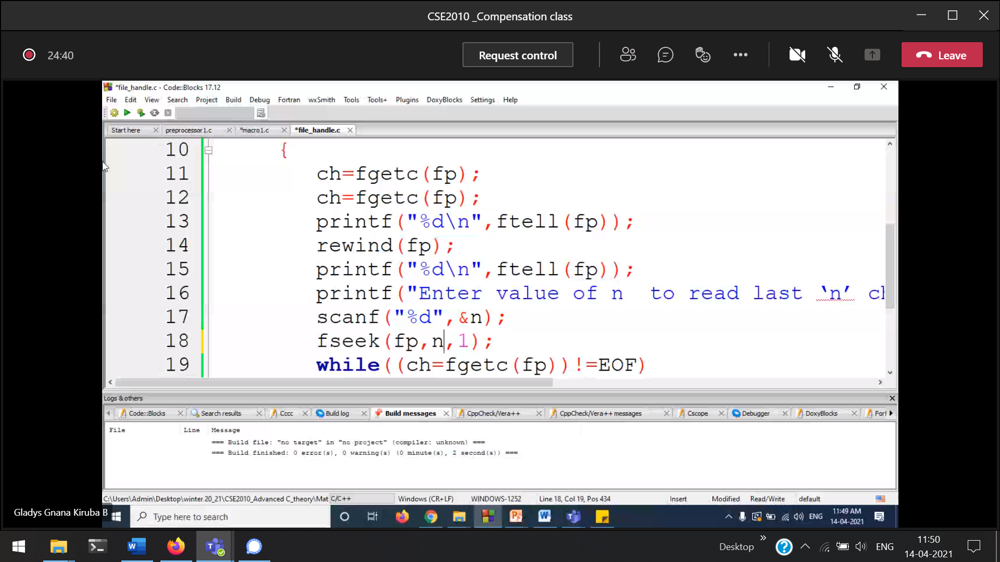 CSE2010 _Compensation class
24:40
Request control
Leave
*file_handle.c - Code::Blocks 17.12
File Edit View Search Project Build Debug Fortran wxSmith Tools Tools+ Plugins DoxyBlocks Settings Help
Start here preprocessor1.c *macro1.c *file_handle.c
10 {
11 ch=fgetc(fp);
12 ch=fgetc(fp);
13 printf("%d\n",ftell(fp));
14 rewind(fp);
15 printf("%d\n",ftell(fp));
16 printf("Enter value of n  to read last ‘n’ ch
17 scanf("%d",&n);
18 fseek(fp,n,1);
19 while((ch=fgetc(fp))!=EOF)
Logs & others
Code::Blocks Search results Cccc Build log Build messages CppCheck/Vera++ CppCheck/Vera++ messages Cscope Debugger DoxyBlocks Fort
File Line Message
=== Build file: "no target" in "no project" (compiler: unknown) ===
=== Build finished: 0 error(s), 0 warning(s) (0 minute(s), 2 second(s)) ===
C:\Users\Admin\Desktop\winter 20_21\CSE2010_Advanced C_theory\Mat C/C++ Windows (CR+LF) WINDOWS-1252 Line 18, Col 19, Pos 434 Insert Modified Read/Write default
Gladys Gnana Kiruba B
Type here to search
ENG
11:49 AM
14-04-2021
Desktop
ENG
11:50
14-04-2021